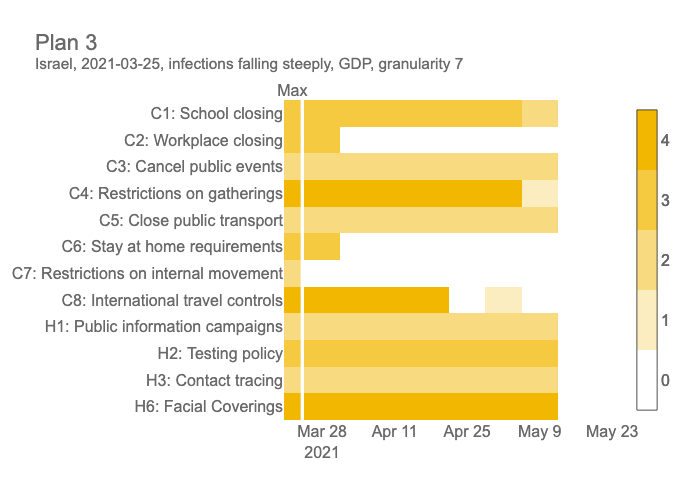 Plan 3
Israel, 2021-03-25, infections falling steeply, GDP, granularity 7
Max
C1: School closing
C2: Workplace closing
C3: Cancel public events
C4: Restrictions on gatherings
C5: Close public transport
C6: Stay at home requirements
C7: Restrictions on internal movement
C8: International travel controls
H1: Public information campaigns
H2: Testing policy
H3: Contact tracing
H6: Facial Coverings
Mar 28 Apr 11 Apr 25 May 9 May 23
2021
4
3
2
1
0